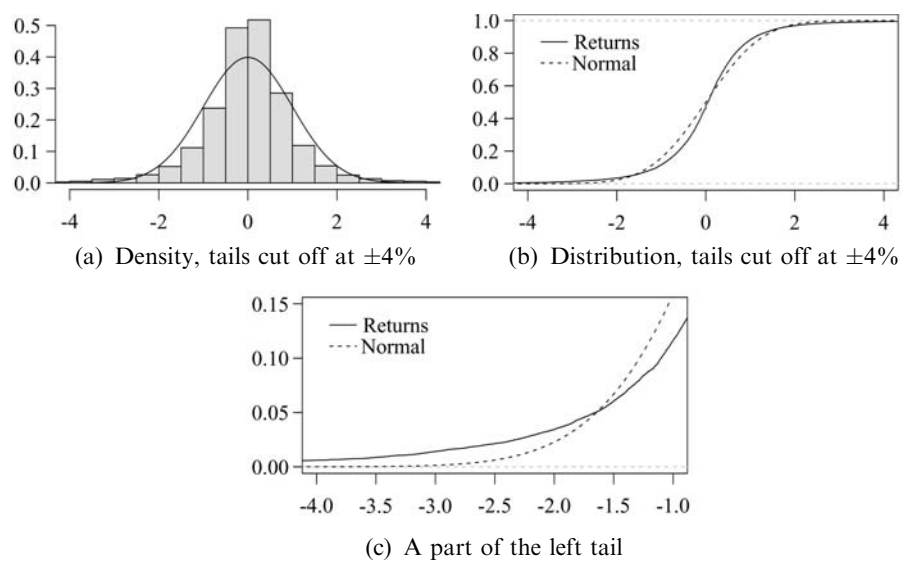 0.5
0.4
0.3
0.2
0.1
0.0
-4 -2 0 2 4
(a) Density, tails cut off at ±4%
1.0
0.8
0.6
0.4
0.2
0.0
Returns
Normal
-4 -2 0 2 4
(b) Distribution, tails cut off at ±4%
0.15
0.10
0.05
0.00
Returns
Normal
-4.0 -3.5 -3.0 -2.5 -2.0 -1.5 -1.0
(c) A part of the left tail